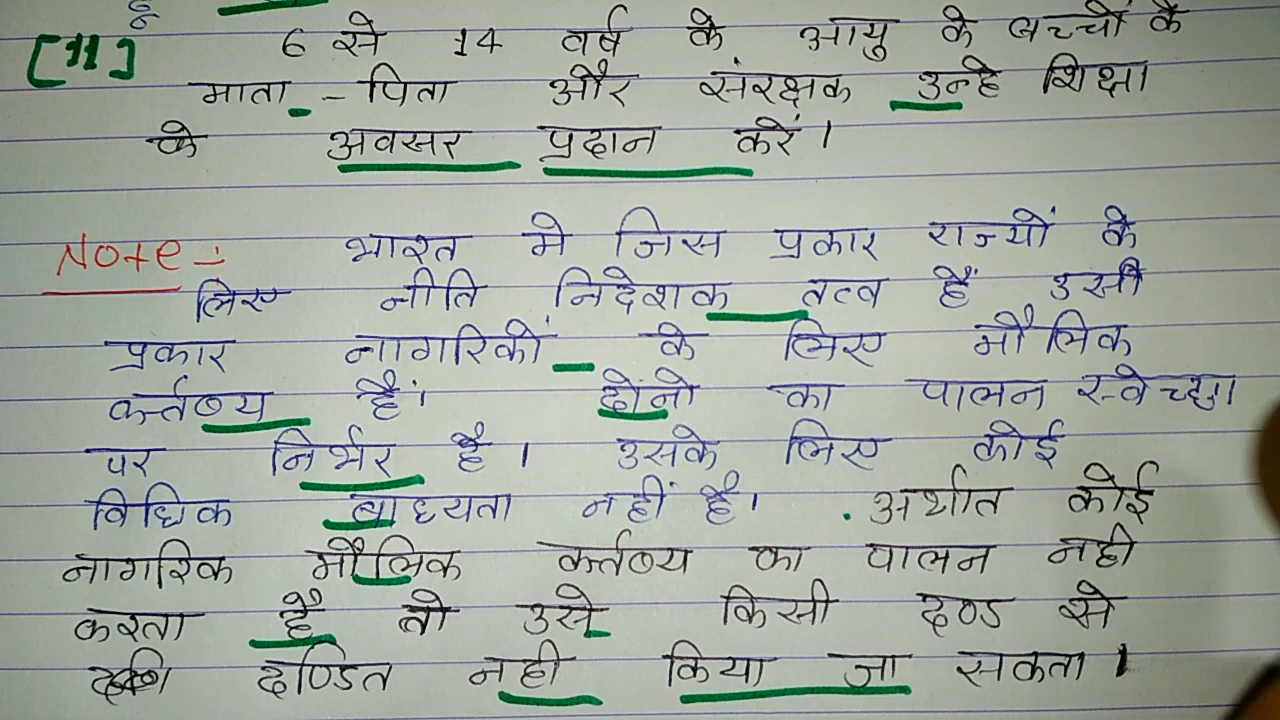 [11] 6 से 14 वर्ष के आयु के बच्चों के
माता - पिता और संरक्षक उन्हे शिक्षा
के अवसर प्रदान करें।
Note -: भारत मे जिस प्रकार राज्यों के
लिए नीति निदेशक तत्व हैं उसी
प्रकार नागरिकों के लिए मौलिक
कर्तव्य हैं। दोनो का पालन स्वेच्छा
पर निर्भर है। उसके लिए कोई
विधिक बाध्यता नहीं है। अर्थात कोई
नागरिक मौलिक कर्तव्य का पालन नही
करता है तो उसे किसी दण्ड से
दण्डित नही किया जा सकता।